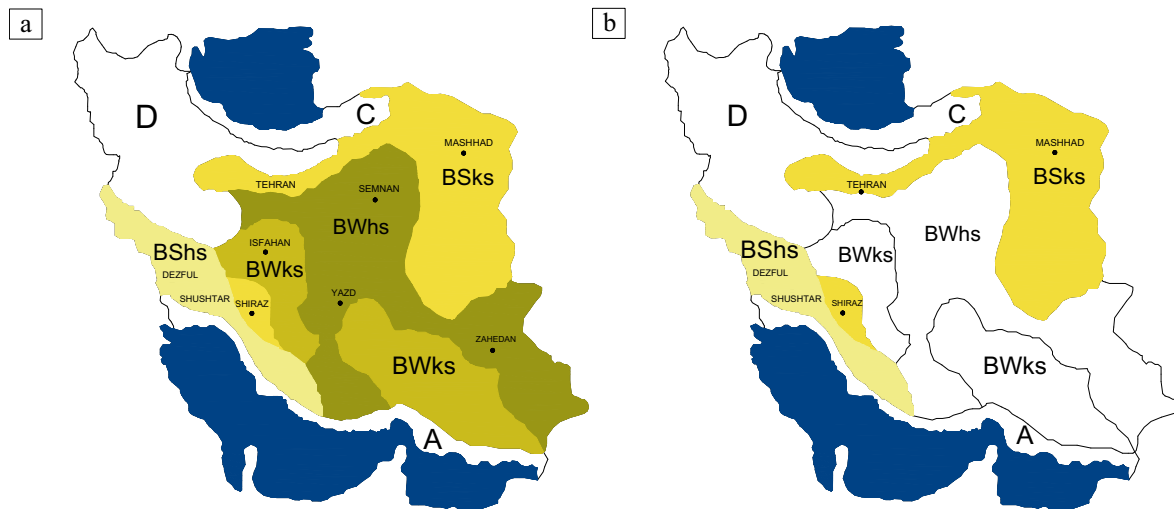 a
D
C
MASHHAD
BSks
TEHRAN
SEMNAN
BWhs
ISFAHAN
BWks
BShs
DEZFUL
SHUSHTAR
SHIRAZ
YAZD
ZAHEDAN
BWks
A
b
D
C
MASHHAD
BSks
TEHRAN
BWhs
BWks
BShs
DEZFUL
SHUSHTAR
SHIRAZ
BWks
A